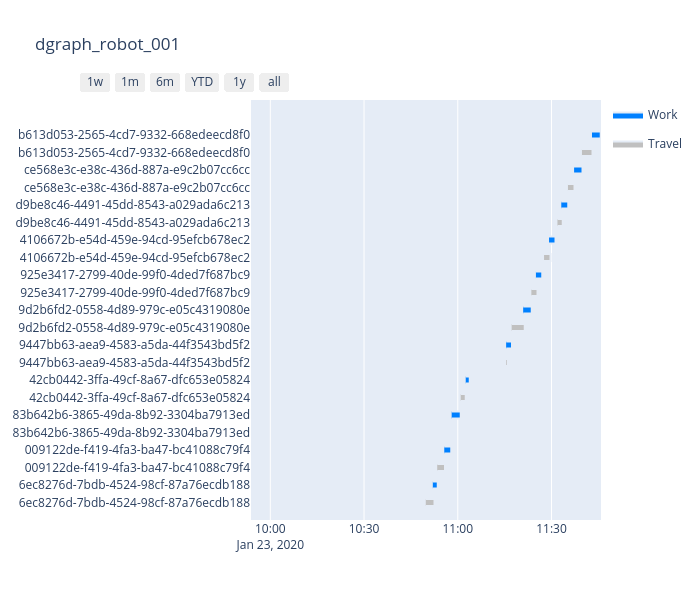 dgraph_robot_001
1w 1m 6m YTD 1y all
Work
Travel
b613d053-2565-4cd7-9332-668edeecd8f0
b613d053-2565-4cd7-9332-668edeecd8f0
ce568e3c-e38c-436d-887a-e9c2b07cc6cc
ce568e3c-e38c-436d-887a-e9c2b07cc6cc
d9be8c46-4491-45dd-8543-a029ada6c213
d9be8c46-4491-45dd-8543-a029ada6c213
4106672b-e54d-459e-94cd-95efcb678ec2
4106672b-e54d-459e-94cd-95efcb678ec2
925e3417-2799-40de-99f0-4ded7f687bc9
925e3417-2799-40de-99f0-4ded7f687bc9
9d2b6fd2-0558-4d89-979c-e05c4319080e
9d2b6fd2-0558-4d89-979c-e05c4319080e
9447bb63-aea9-4583-a5da-44f3543bd5f2
9447bb63-aea9-4583-a5da-44f3543bd5f2
42cb0442-3ffa-49cf-8a67-dfc653e05824
42cb0442-3ffa-49cf-8a67-dfc653e05824
83b642b6-3865-49da-8b92-3304ba7913ed
83b642b6-3865-49da-8b92-3304ba7913ed
009122de-f419-4fa3-ba47-bc41088c79f4
009122de-f419-4fa3-ba47-bc41088c79f4
6ec8276d-7bdb-4524-98cf-87a76ecdb188
6ec8276d-7bdb-4524-98cf-87a76ecdb188
10:00 10:30 11:00 11:30
Jan 23, 2020